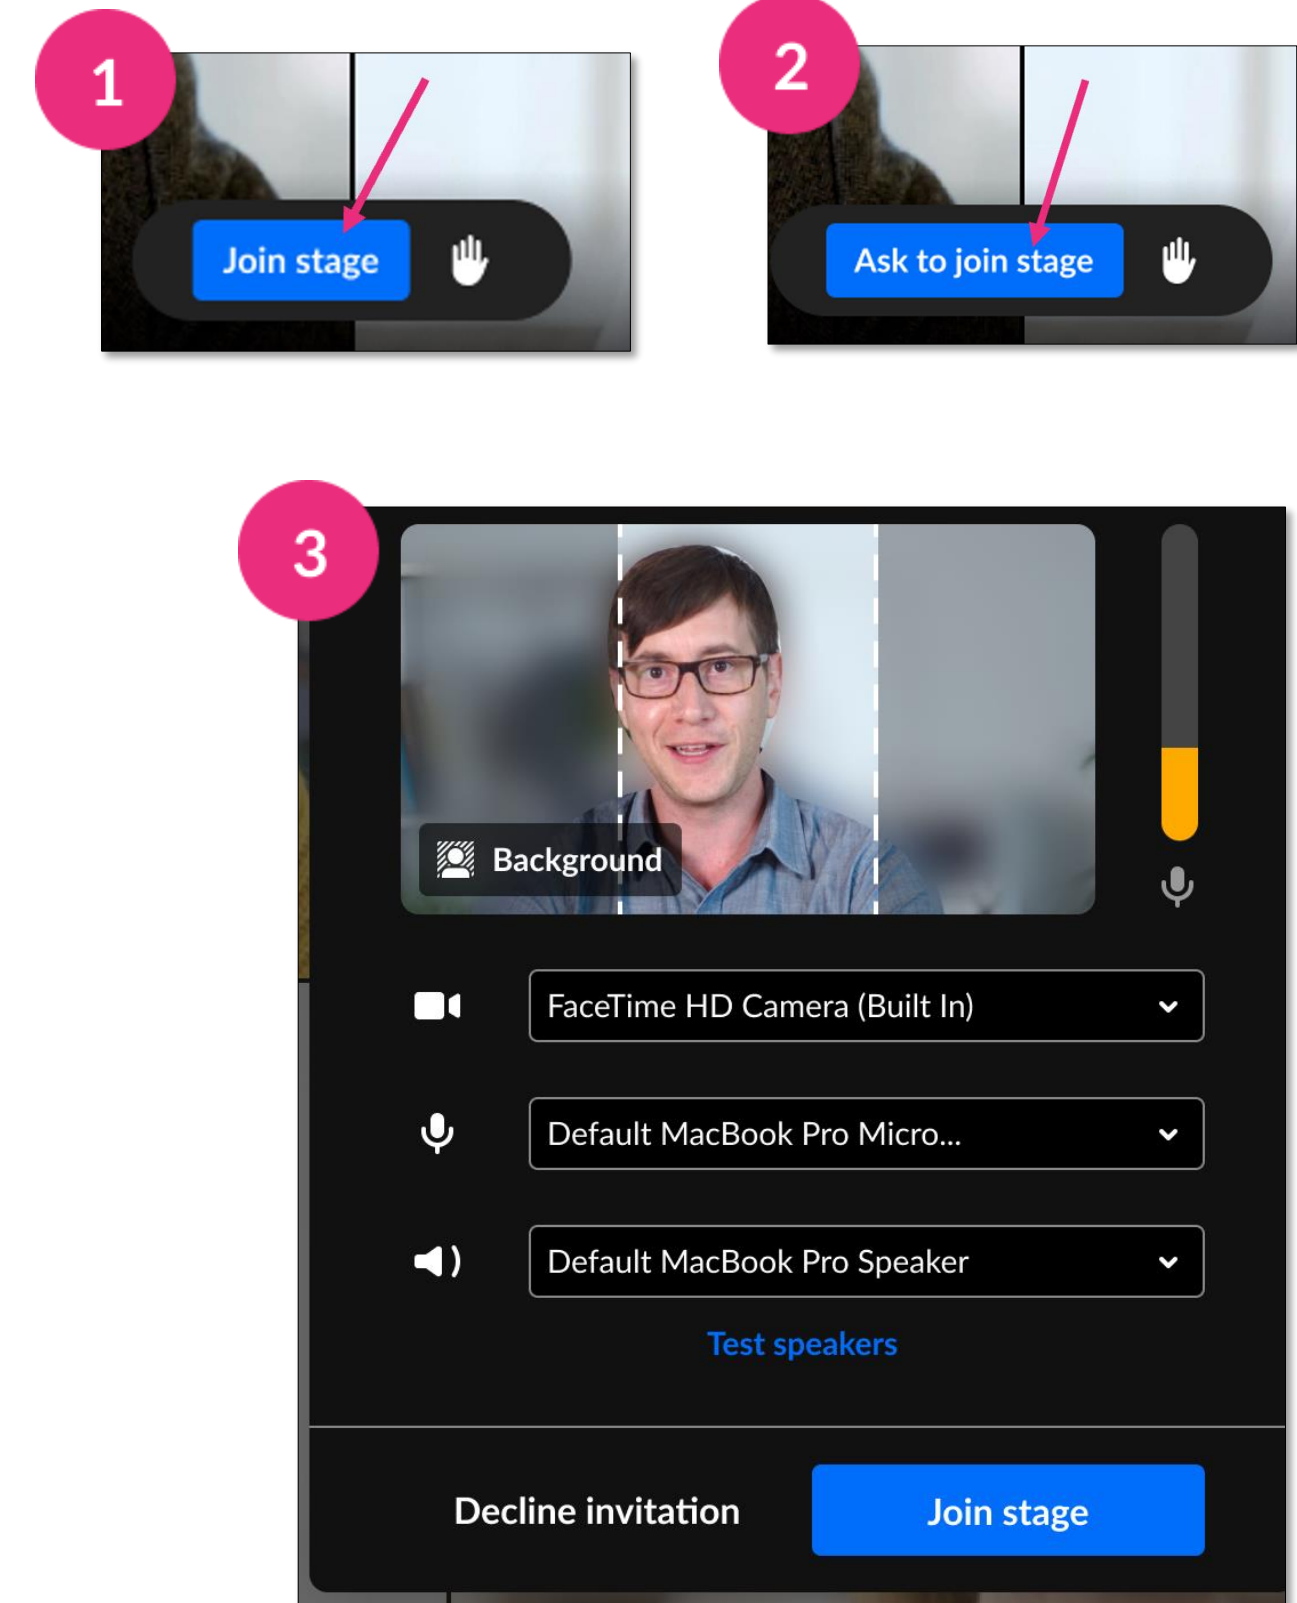 1
2
Join stage
Ask to join stage
3
Background
FaceTime HD Camera (Built In)
Default MacBook Pro Micro...
Default MacBook Pro Speaker
Test speakers
Decline invitation
Join stage